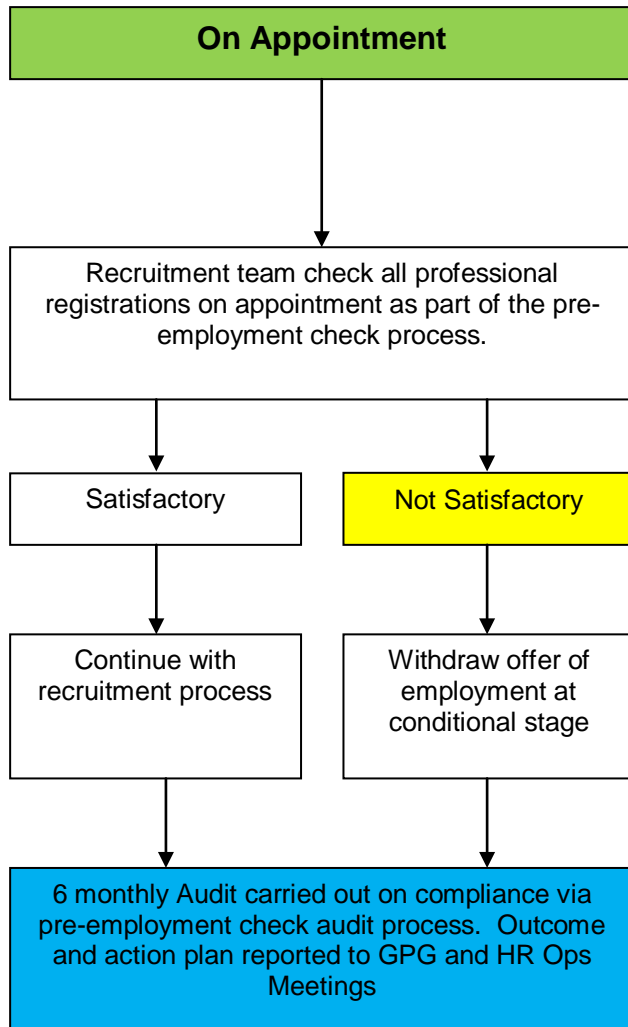 On Appointment
Recruitment team check all professional
registrations on appointment as part of the pre-
employment check process.
Satisfactory
Not Satisfactory
Continue with
recruitment process
Withdraw offer of
employment at
conditional stage
6 monthly Audit carried out on compliance via
pre-employment check audit process.  Outcome
and action plan reported to GPG and HR Ops
Meetings